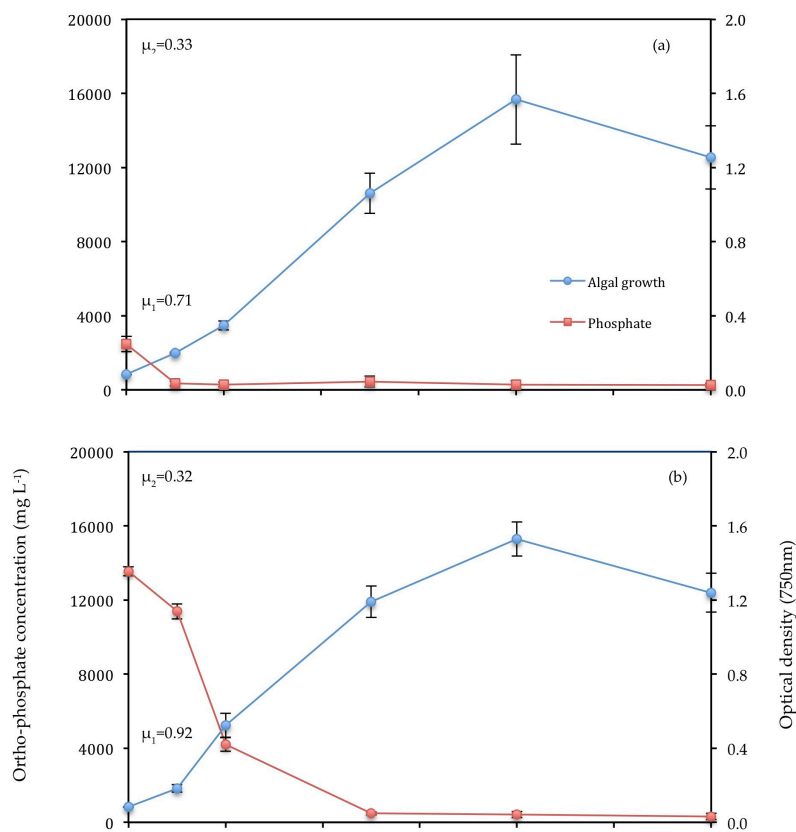 20000
2.0
μ₂=0.33
(a)
16000
1.6
12000
1.2
8000
0.8
Algal growth
μ₁=0.71
4000
0.4
Phosphate
0
0.0
20000
2.0
μ₂=0.32
(b)
16000
1.6
12000
1.2
8000
0.8
μ₁=0.92
4000
0.4
0
0.0
Ortho-phosphate concentration (mg L⁻¹)
Optical density (750nm)